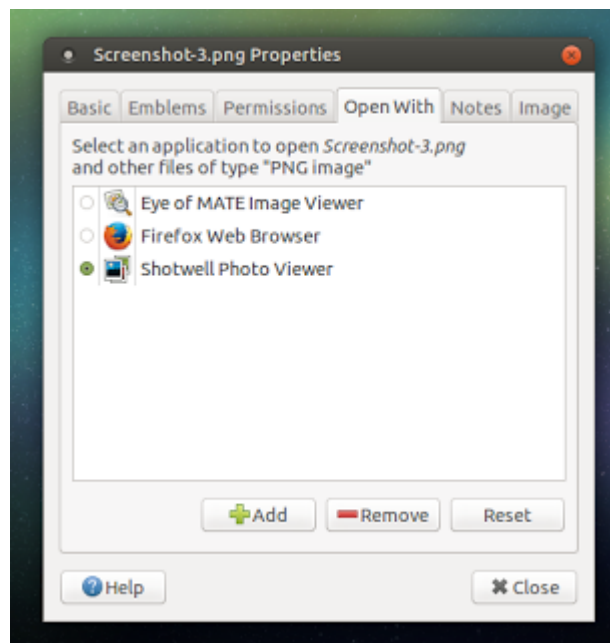 Screenshot-3.png Properties
Basic Emblems Permissions Open With Notes Image
Select an application to open Screenshot-3.png
and other files of type "PNG image"
Eye of MATE Image Viewer
Firefox Web Browser
Shotwell Photo Viewer
Add Remove Reset
Help Close